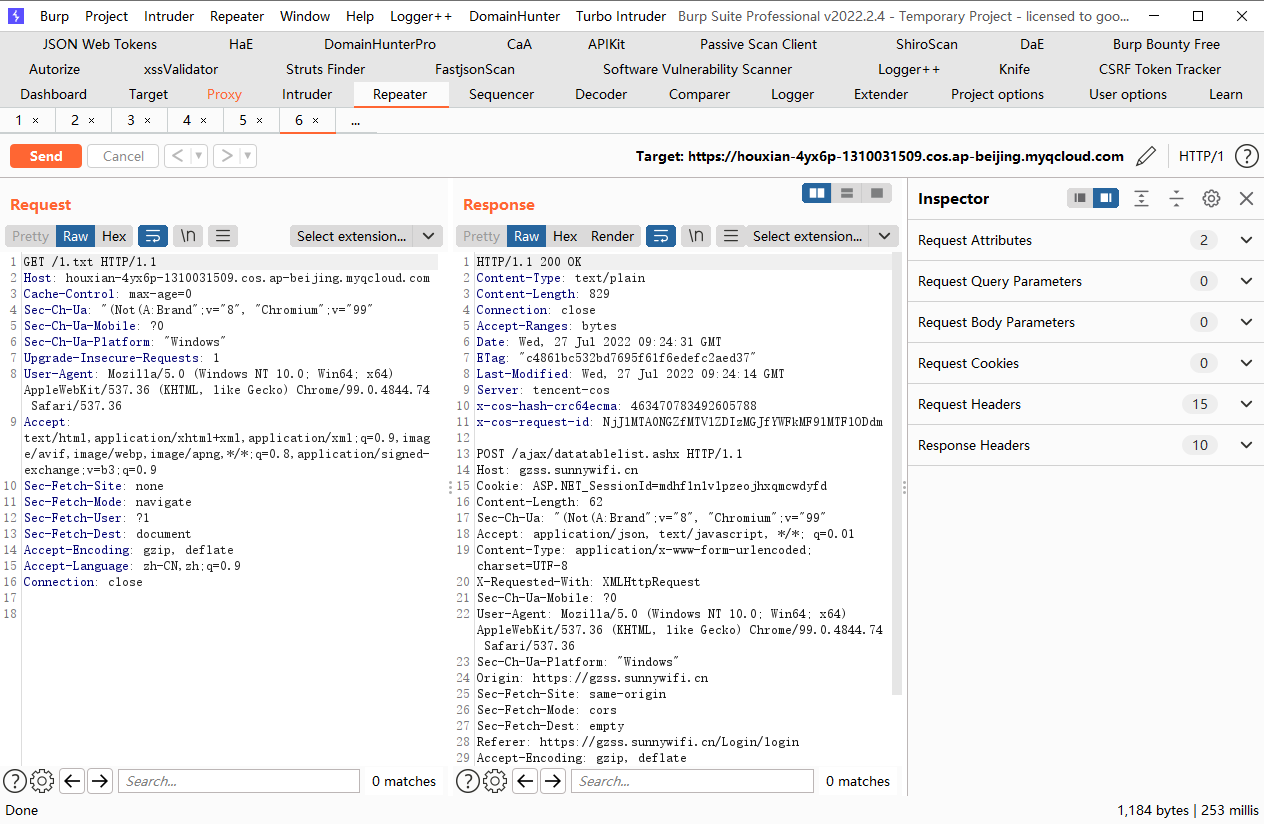 Burp Project Intruder Repeater Window Help Logger++ DomainHunter Turbo Intruder Burp Suite Professional v2022.2.4 - Temporary Project - licensed to goo...
JSON Web Tokens HaE DomainHunterPro CaA APIKit Passive Scan Client ShiroScan DaE Burp Bounty Free
Autorize xssValidator Struts Finder FastjsonScan Software Vulnerability Scanner Logger++ Knife CSRF Token Tracker
Dashboard Target Proxy Intruder Repeater Sequencer Decoder Comparer Logger Extender Project options User options Learn
1 × 2 × 3 × 4 × 5 × 6 × ...
Send Cancel < > Target: https://houxian-4yx6p-1310031509.cos.ap-beijing.myqcloud.com HTTP/1 ?
Request
Pretty Raw Hex \n Select extension...
1 GET /1.txt HTTP/1.1
2 Host: houxian-4yx6p-1310031509.cos.ap-beijing.myqcloud.com
3 Cache-Control: max-age=0
4 Sec-Ch-Ua: "(Not(A:Brand";v="8", "Chromium";v="99"
5 Sec-Ch-Ua-Mobile: ?0
6 Sec-Ch-Ua-Platform: "Windows"
7 Upgrade-Insecure-Requests: 1
8 User-Agent: Mozilla/5.0 (Windows NT 10.0; Win64; x64)
AppleWebKit/537.36 (KHTML, like Gecko) Chrome/99.0.4844.74
Safari/537.36
9 Accept:
text/html,application/xhtml+xml,application/xml;q=0.9,imag
e/avif,image/webp,image/apng,*/*;q=0.8,application/signed-
exchange;v=b3;q=0.9
10 Sec-Fetch-Site: none
11 Sec-Fetch-Mode: navigate
12 Sec-Fetch-User: ?1
13 Sec-Fetch-Dest: document
14 Accept-Encoding: gzip, deflate
15 Accept-Language: zh-CN,zh;q=0.9
16 Connection: close
17
18
? Search... 0 matches
Response
Pretty Raw Hex Render \n Select extension...
1 HTTP/1.1 200 OK
2 Content-Type: text/plain
3 Content-Length: 829
4 Connection: close
5 Accept-Ranges: bytes
6 Date: Wed, 27 Jul 2022 09:24:31 GMT
7 ETag: "c4861bc532bd7695f61f6edefc2aed37"
8 Last-Modified: Wed, 27 Jul 2022 09:24:14 GMT
9 Server: tencent-cos
10 x-cos-hash-crc64ecma: 463470783492605788
11 x-cos-request-id: NjJlMTA0NGZfMTV1ZDIzMGJfYWFkMF91MTF1ODdm
12
13 POST /ajax/datatablelist.ashx HTTP/1.1
14 Host: gzss.sunnywifi.cn
15 Cookie: ASP.NET_SessionId=mdhf1nlvlpzeojhxqmcwdyfd
16 Content-Length: 62
17 Sec-Ch-Ua: "(Not(A:Brand";v="8", "Chromium";v="99"
18 Accept: application/json, text/javascript, */*; q=0.01
19 Content-Type: application/x-www-form-urlencoded;
charset=UTF-8
20 X-Requested-With: XMLHttpRequest
21 Sec-Ch-Ua-Mobile: ?0
22 User-Agent: Mozilla/5.0 (Windows NT 10.0; Win64; x64)
AppleWebKit/537.36 (KHTML, like Gecko) Chrome/99.0.4844.74
Safari/537.36
23 Sec-Ch-Ua-Platform: "Windows"
24 Origin: https://gzss.sunnywifi.cn
25 Sec-Fetch-Site: same-origin
26 Sec-Fetch-Mode: cors
27 Sec-Fetch-Dest: empty
28 Referer: https://gzss.sunnywifi.cn/Login/login
29 Accept-Encoding: gzip, deflate
? Search... 0 matches
Inspector
Request Attributes 2
Request Query Parameters 0
Request Body Parameters 0
Request Cookies 0
Request Headers 15
Response Headers 10
Done 1,184 bytes | 253 millis